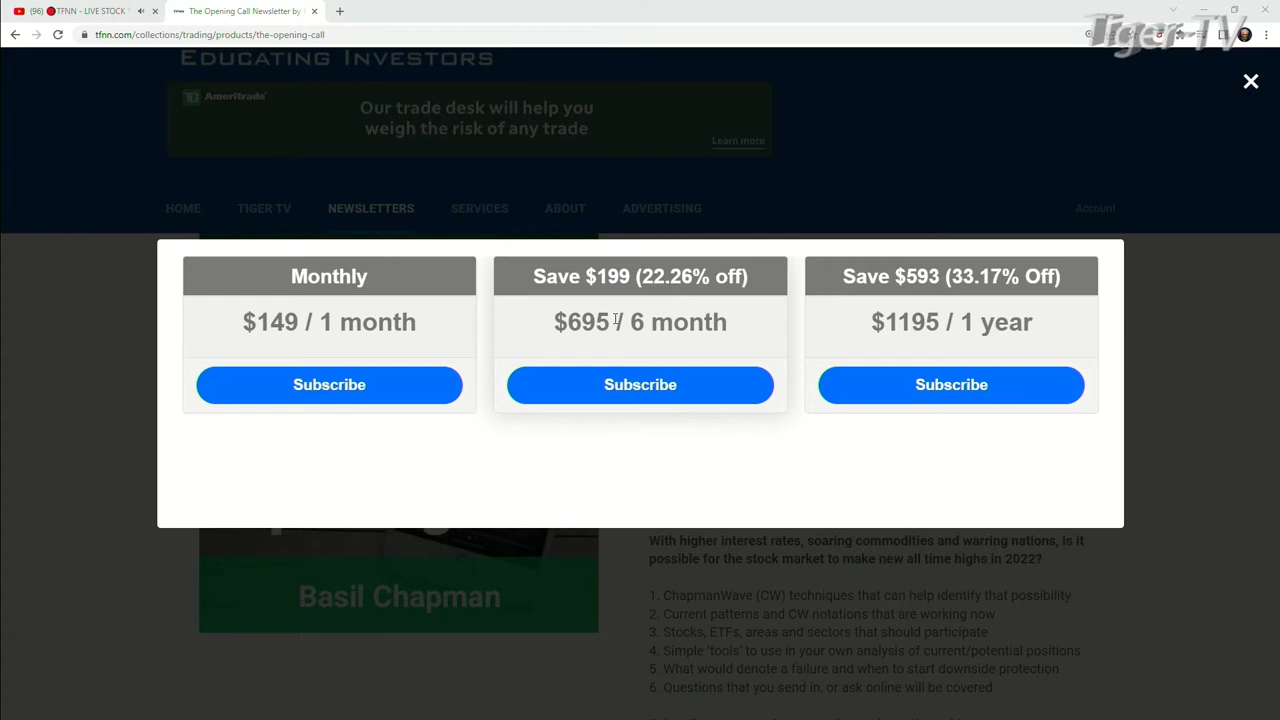 (96) 🔴TFNN - LIVE STOCK T
The Opening Call Newsletter by
tfnn.com/collections/trading/products/the-opening-call
Tiger TV
Educating Investors
Ameritrade
Our trade desk will help you
weigh the risk of any trade
Learn more
HOME TIGER TV NEWSLETTERS SERVICES ABOUT ADVERTISING Account
Monthly
$149 / 1 month
Subscribe
Save $199 (22.26% off)
$695 / 6 month
Subscribe
Save $593 (33.17% Off)
$1195 / 1 year
Subscribe
Basil Chapman
With higher interest rates, soaring commodities and warring nations, is it
possible for the stock market to make new all time highs in 2022?
1. ChapmanWave (CW) techniques that can help identify that possibility
2. Current patterns and CW notations that are working now
3. Stocks, ETFs, areas and sectors that should participate
4. Simple 'tools' to use in your own analysis of current/potential positions
5. What would denote a failure and when to start downside protection
6. Questions that you send in, or ask online will be covered